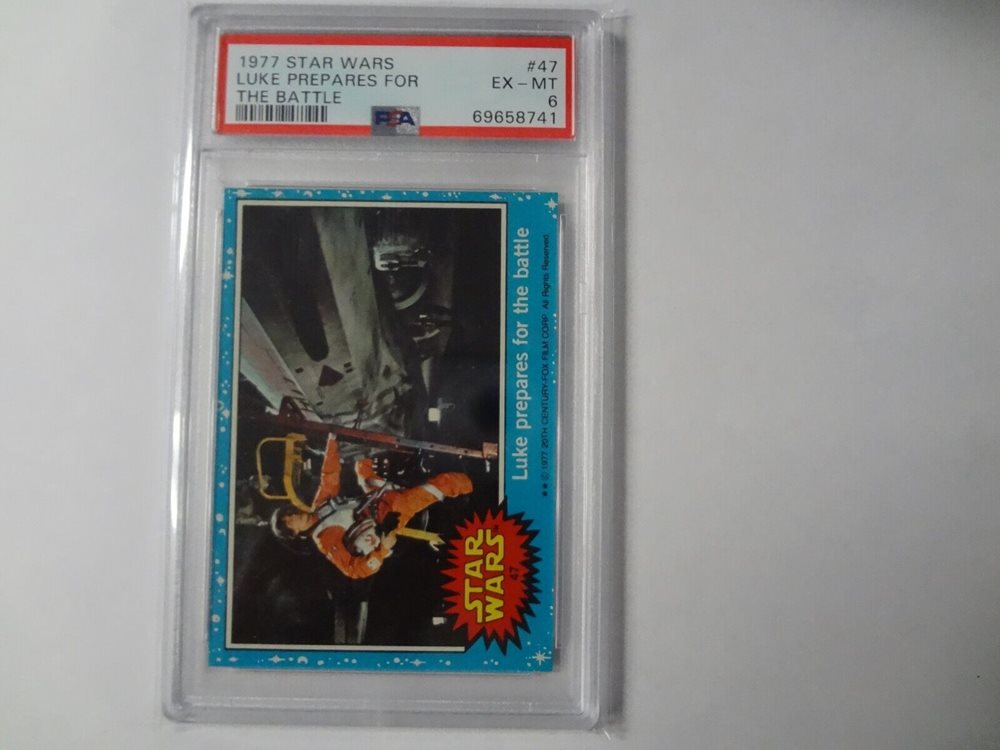 1977 STAR WARS #47
LUKE PREPARES FOR EX - MT
THE BATTLE 6
PSA 69658741
Luke prepares for the battle
★★ © 1977 20TH CENTURY-FOX FILM CORP. All Rights Reserved.
STAR
WARS™
47